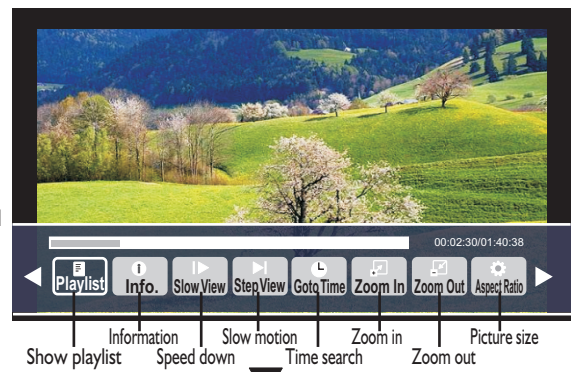 00:02:30/01:40:38
Playlist Info. Slow View Step View Goto Time Zoom In Zoom Out Aspect Ratio
Information Slow motion Zoom in Picture size
Show playlist Speed down Time search Zoom out